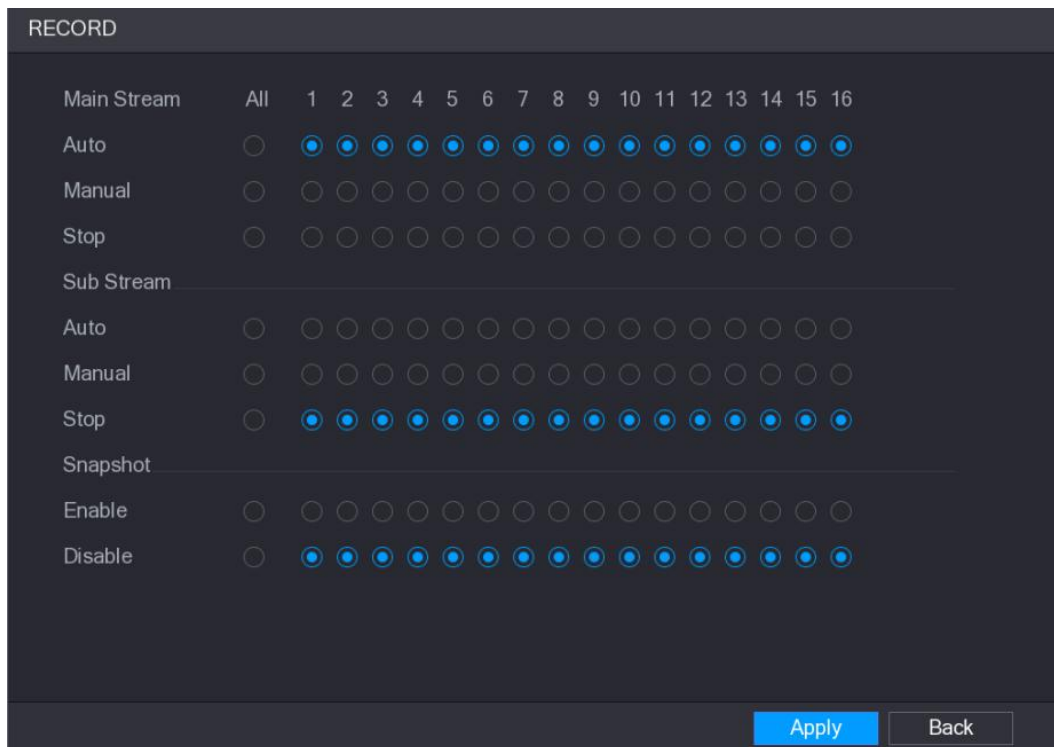 RECORD
Main Stream All 1 2 3 4 5 6 7 8 9 10 11 12 13 14 15 16
Auto
Manual
Stop
Sub Stream
Auto
Manual
Stop
Snapshot
Enable
Disable
Apply Back